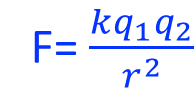 F= kq₁q₂/r²